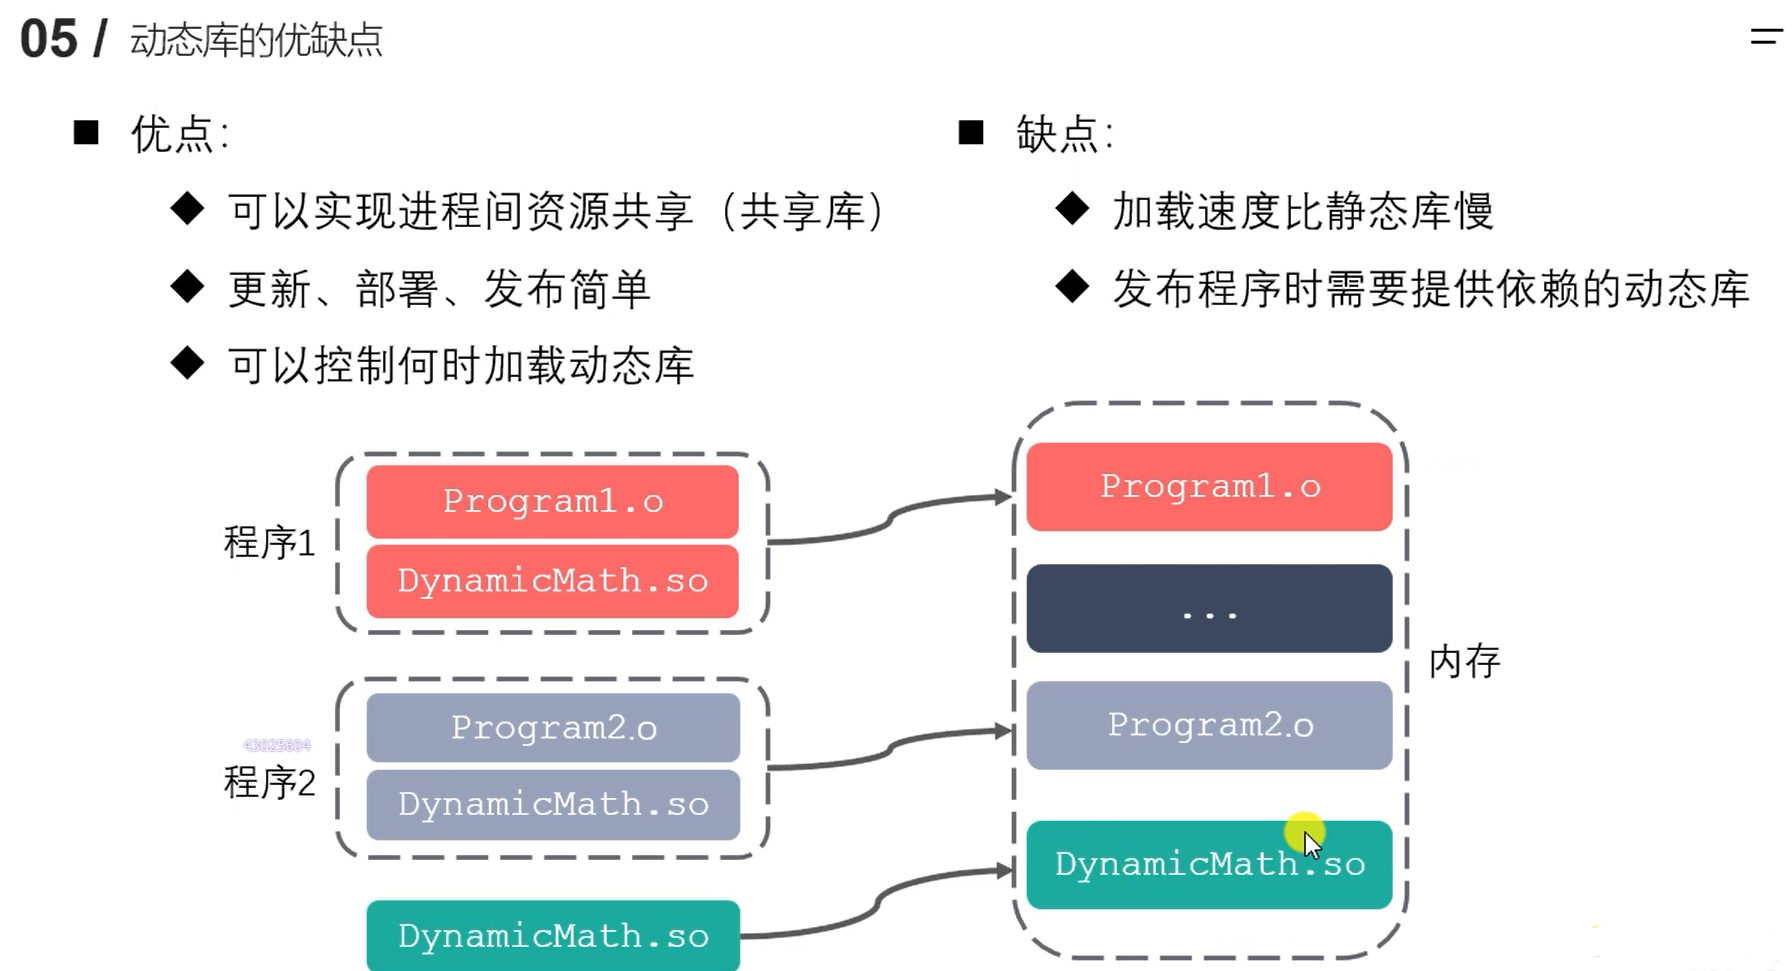 05 / 动态库的优缺点
优点：
可以实现进程间资源共享（共享库）
更新、部署、发布简单
可以控制何时加载动态库
缺点：
加载速度比静态库慢
发布程序时需要提供依赖的动态库
程序1
Program1.o
DynamicMath.so
43025604
程序2
Program2.o
DynamicMath.so
DynamicMath.so
Program1.o
...
Program2.o
DynamicMath.so
内存